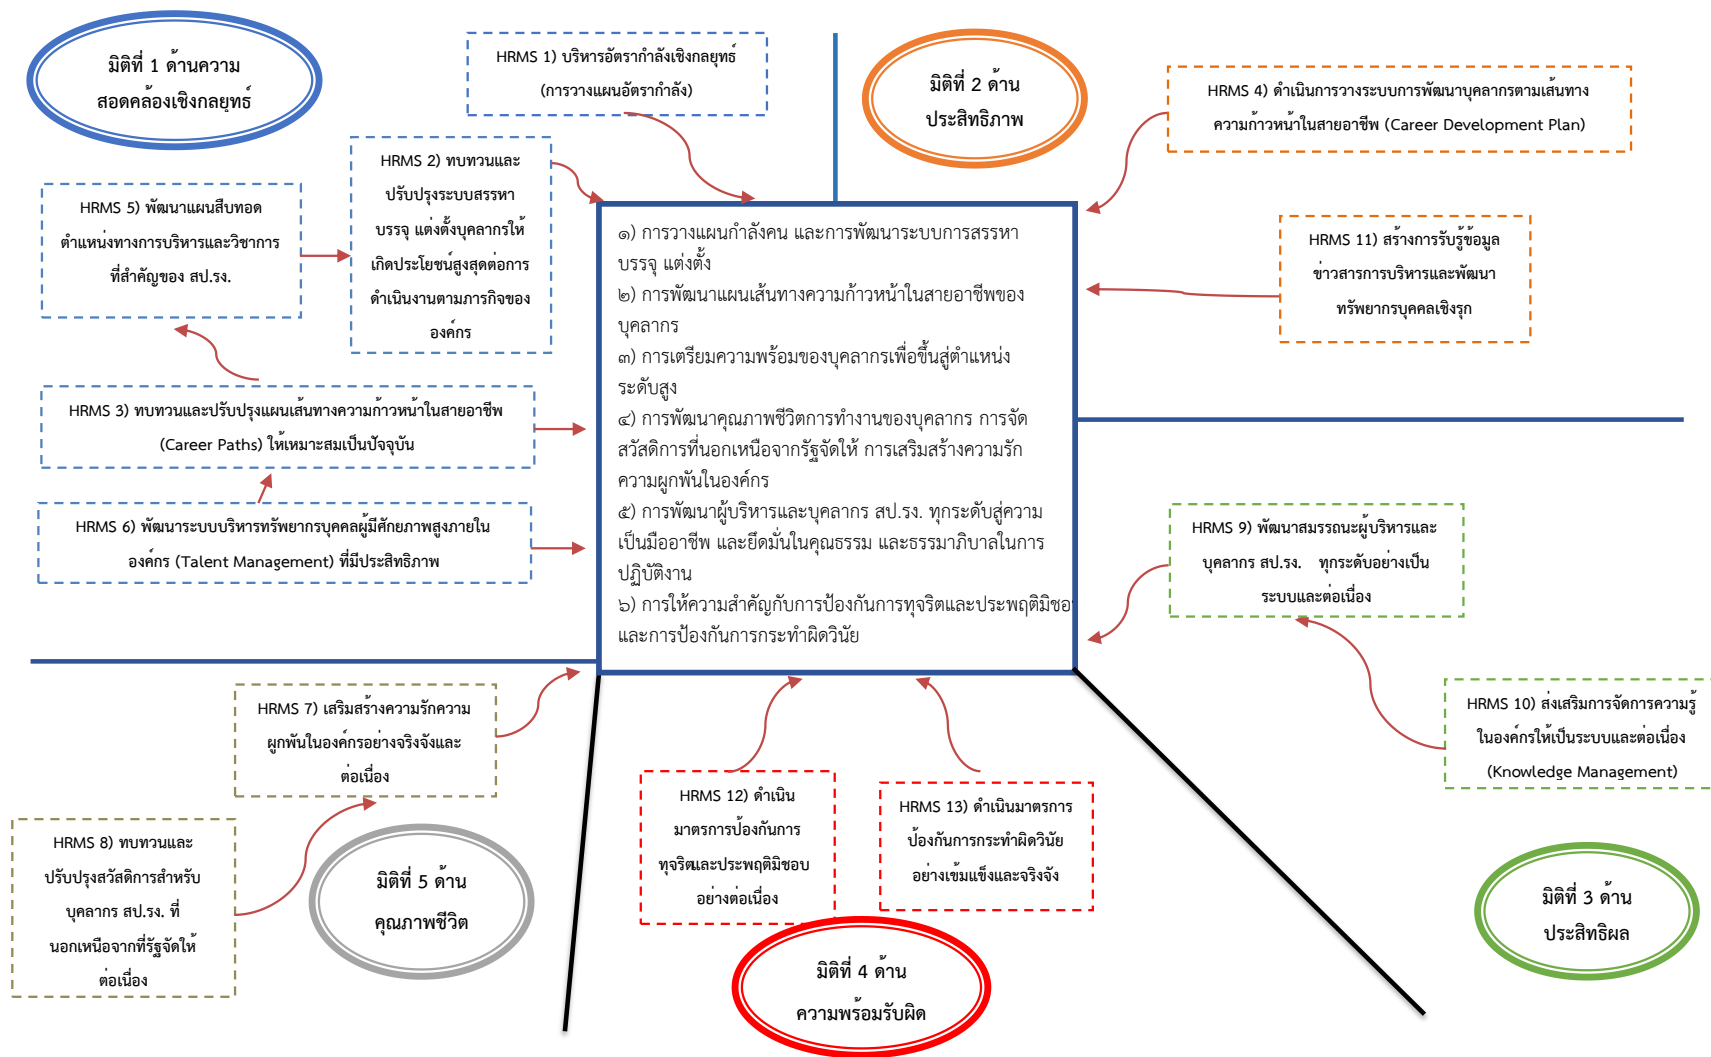 มิติที่ 1 ด้านความ
สอดคล้องเชิงกลยุทธ์
HRMS 1) บริหารอัตรากำลังเชิงกลยุทธ์
(การวางแผนอัตรากำลัง)
มิติที่ 2 ด้าน
ประสิทธิภาพ
HRMS 4) ดำเนินการวางระบบการพัฒนาบุคลากรตามเส้นทาง
ความก้าวหน้าในสายอาชีพ (Career Development Plan)
HRMS 2) ทบทวนและ
ปรับปรุงระบบสรรหา
บรรจุ แต่งตั้งบุคลากรให้
เกิดประโยชน์สูงสุดต่อการ
ดำเนินงานตามภารกิจของ
องค์กร
HRMS 5) พัฒนาแผนสืบทอด
ตำแหน่งทางการบริหารและวิชาการ
ที่สำคัญของ สป.รง.
๑) การวางแผนกำลังคน และการพัฒนาระบบการสรรหา
บรรจุ แต่งตั้ง
๒) การพัฒนาแผนเส้นทางความก้าวหน้าในสายอาชีพของ
บุคลากร
๓) การเตรียมความพร้อมของบุคลากรเพื่อขึ้นสู่ตำแหน่ง
ระดับสูง
๔) การพัฒนาคุณภาพชีวิตการทำงานของบุคลากร การจัด
สวัสดิการที่นอกเหนือจากรัฐจัดให้ การเสริมสร้างความรัก
ความผูกพันในองค์กร
๕) การพัฒนาผู้บริหารและบุคลากร สป.รง. ทุกระดับสู่ความ
เป็นมืออาชีพ และยึดมั่นในคุณธรรม และธรรมาภิบาลในการ
ปฏิบัติงาน
๖) การให้ความสำคัญกับการป้องกันการทุจริตและประพฤติมิชอ
และการป้องกันการกระทำผิดวินัย
HRMS 11) สร้างการรับรู้ข้อมูล
ข่าวสารการบริหารและพัฒนา
ทรัพยากรบุคคลเชิงรุก
HRMS 3) ทบทวนและปรับปรุงแผนเส้นทางความก้าวหน้าในสายอาชีพ
(Career Paths) ให้เหมาะสมเป็นปัจจุบัน
HRMS 6) พัฒนาระบบบริหารทรัพยากรบุคคลผู้มีศักยภาพสูงภายใน
องค์กร (Talent Management) ที่มีประสิทธิภาพ
HRMS 9) พัฒนาสมรรถนะผู้บริหารและ
บุคลากร สป.รง. ทุกระดับอย่างเป็น
ระบบและต่อเนื่อง
HRMS 7) เสริมสร้างความรักความ
ผูกพันในองค์กรอย่างจริงจังและ
ต่อเนื่อง
HRMS 10) ส่งเสริมการจัดการความรู้
ในองค์กรให้เป็นระบบและต่อเนื่อง
(Knowledge Management)
HRMS 12) ดำเนิน
มาตรการป้องกันการ
ทุจริตและประพฤติมิชอบ
อย่างต่อเนื่อง
HRMS 13) ดำเนินมาตรการ
ป้องกันการกระทำผิดวินัย
อย่างเข้มแข็งและจริงจัง
HRMS 8) ทบทวนและ
ปรับปรุงสวัสดิการสำหรับ
บุคลากร สป.รง. ที่
นอกเหนือจากที่รัฐจัดให้
ต่อเนื่อง
มิติที่ 5 ด้าน
คุณภาพชีวิต
มิติที่ 3 ด้าน
ประสิทธิผล
มิติที่ 4 ด้าน
ความพร้อมรับผิด